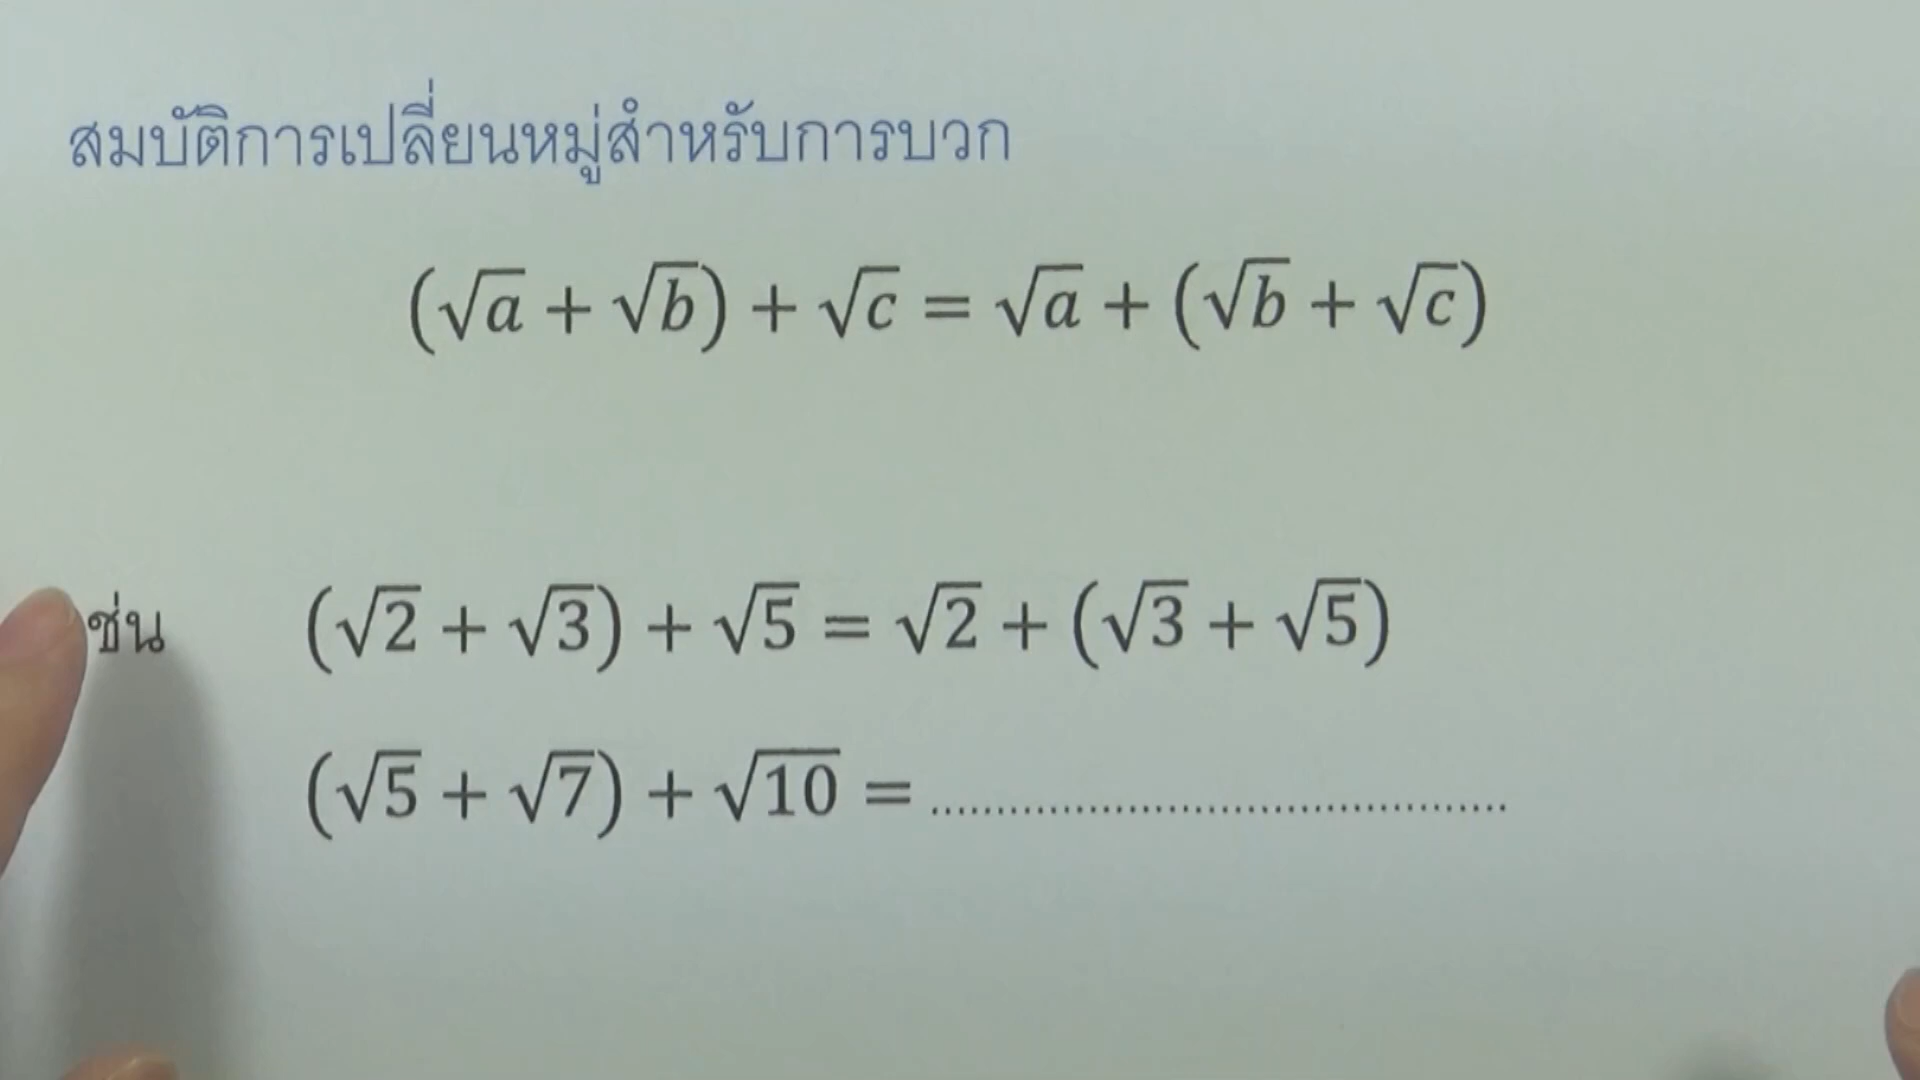 สมบัติการเปลี่ยนหมู่สำหรับการบวก
(√a + √b) + √c = √a + (√b + √c)
ช่น (√2 + √3) + √5 = √2 + (√3 + √5)
(√5 + √7) + √10 = ............................................